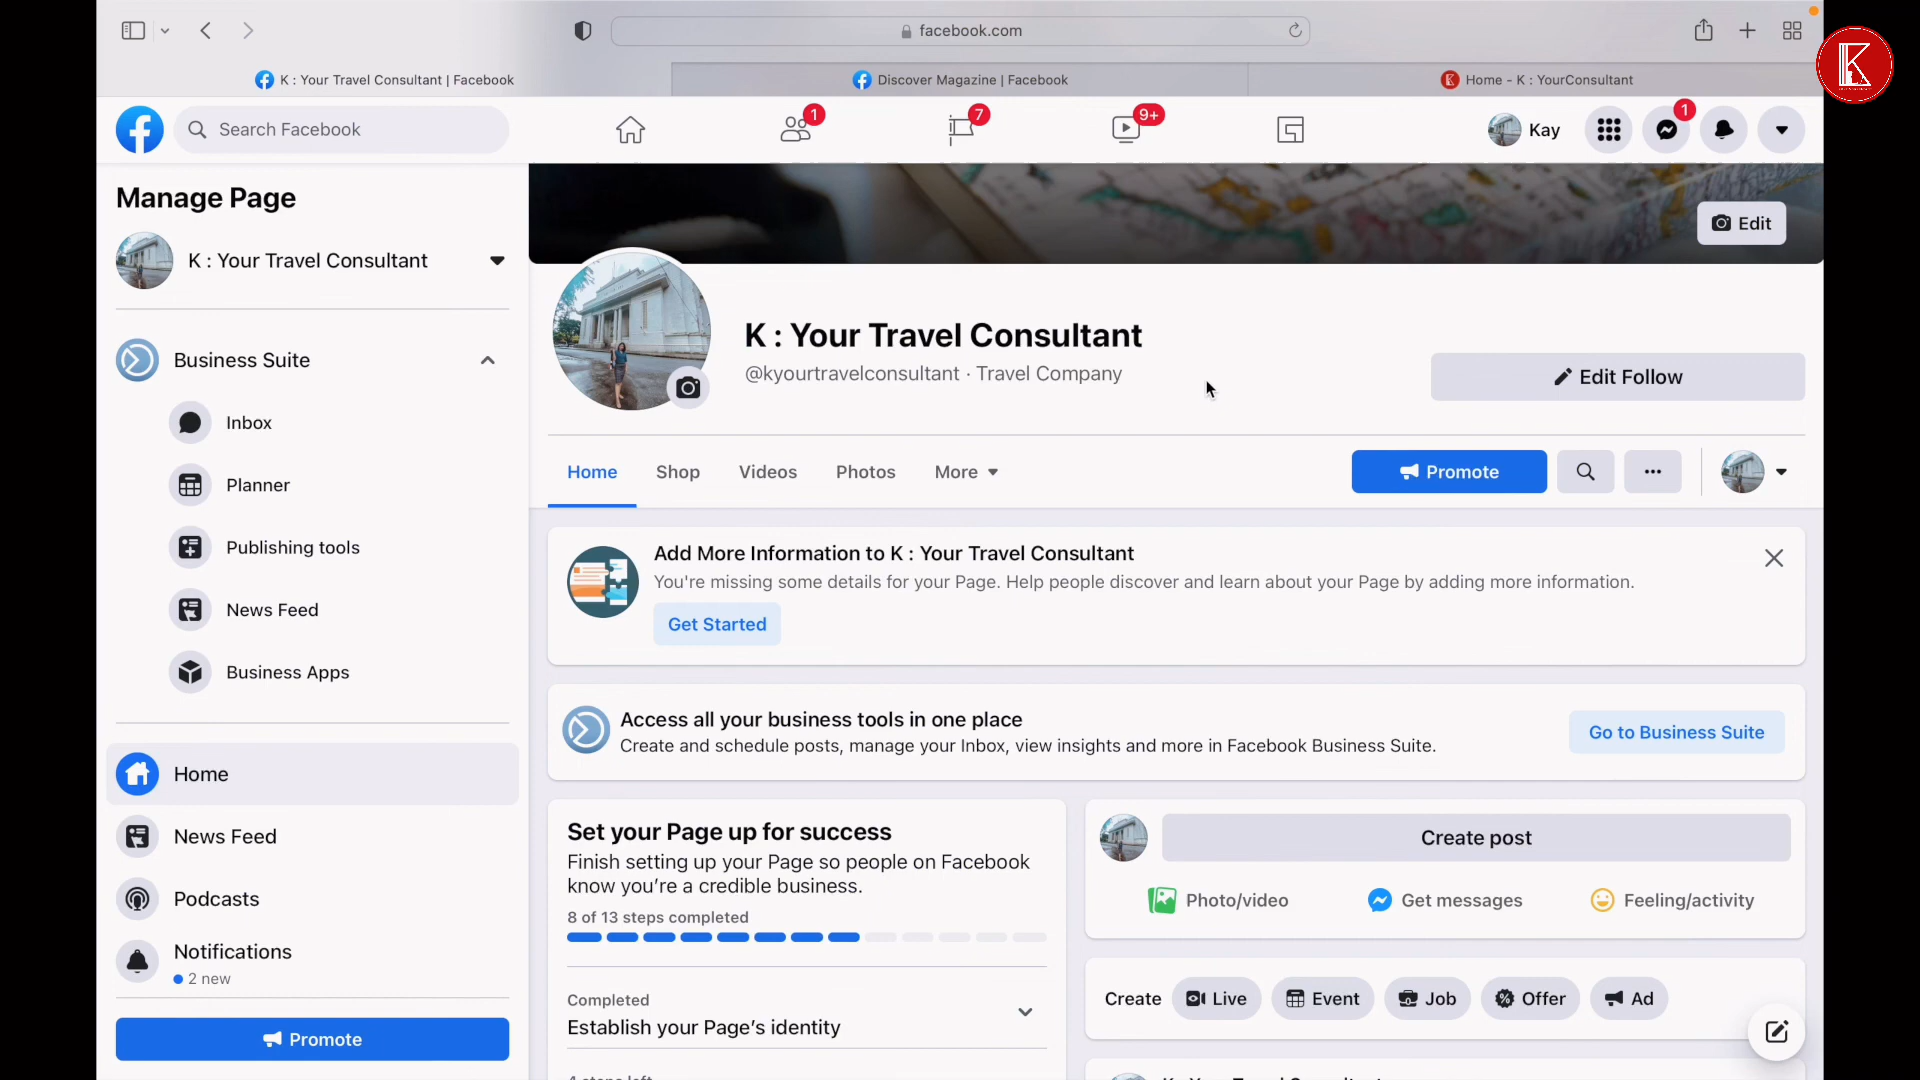 facebook.com
K : Your Travel Consultant | Facebook
Discover Magazine | Facebook
Home - K : YourConsultant
K
Search Facebook
1
7
9+
Kay
1
Manage Page
K : Your Travel Consultant
Business Suite
Inbox
Planner
Publishing tools
News Feed
Business Apps
Home
News Feed
Podcasts
Notifications
2 new
Promote
Edit
K : Your Travel Consultant
@kyourtravelconsultant · Travel Company
Edit Follow
Home
Shop
Videos
Photos
More
Promote
Add More Information to K : Your Travel Consultant
You're missing some details for your Page. Help people discover and learn about your Page by adding more information.
Get Started
Access all your business tools in one place
Create and schedule posts, manage your Inbox, view insights and more in Facebook Business Suite.
Go to Business Suite
Set your Page up for success
Finish setting up your Page so people on Facebook
know you're a credible business.
8 of 13 steps completed
Completed
Establish your Page's identity
Create post
Photo/video
Get messages
Feeling/activity
Create
Live
Event
Job
Offer
Ad